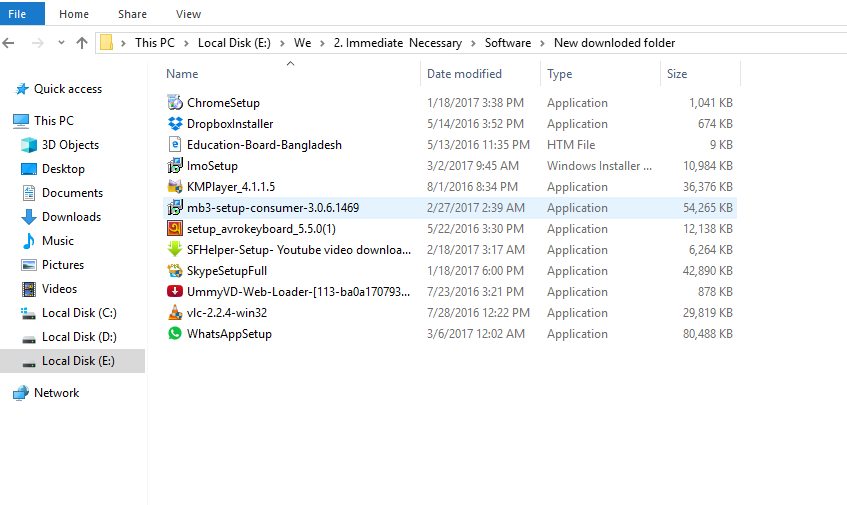 File Home Share View
This PC Local Disk (E:) We 2. Immediate Necessary Software New downloded folder
Name Date modified Type Size
Quick access
This PC
3D Objects
Desktop
Documents
Downloads
Music
Pictures
Videos
Local Disk (C:)
Local Disk (D:)
Local Disk (E:)
Network
ChromeSetup 1/18/2017 3:38 PM Application 1,041 KB
DropboxInstaller 5/14/2016 3:52 PM Application 674 KB
Education-Board-Bangladesh 5/13/2016 11:35 PM HTM File 9 KB
ImoSetup 3/2/2017 9:45 AM Windows Installer ... 10,984 KB
KMPlayer_4.1.1.5 8/1/2016 8:34 PM Application 36,376 KB
mb3-setup-consumer-3.0.6.1469 2/27/2017 2:39 AM Application 54,265 KB
setup_avrokeyboard_5.5.0(1) 5/22/2016 3:30 PM Application 12,138 KB
SFHelper-Setup- Youtube video downloa... 2/18/2017 3:17 AM Application 6,264 KB
SkypeSetupFull 1/18/2017 6:00 PM Application 42,890 KB
UmmyVD-Web-Loader-[113-ba0a170793... 7/23/2016 3:21 PM Application 878 KB
vlc-2.2.4-win32 7/28/2016 12:22 PM Application 29,819 KB
WhatsAppSetup 3/6/2017 12:02 AM Application 80,488 KB